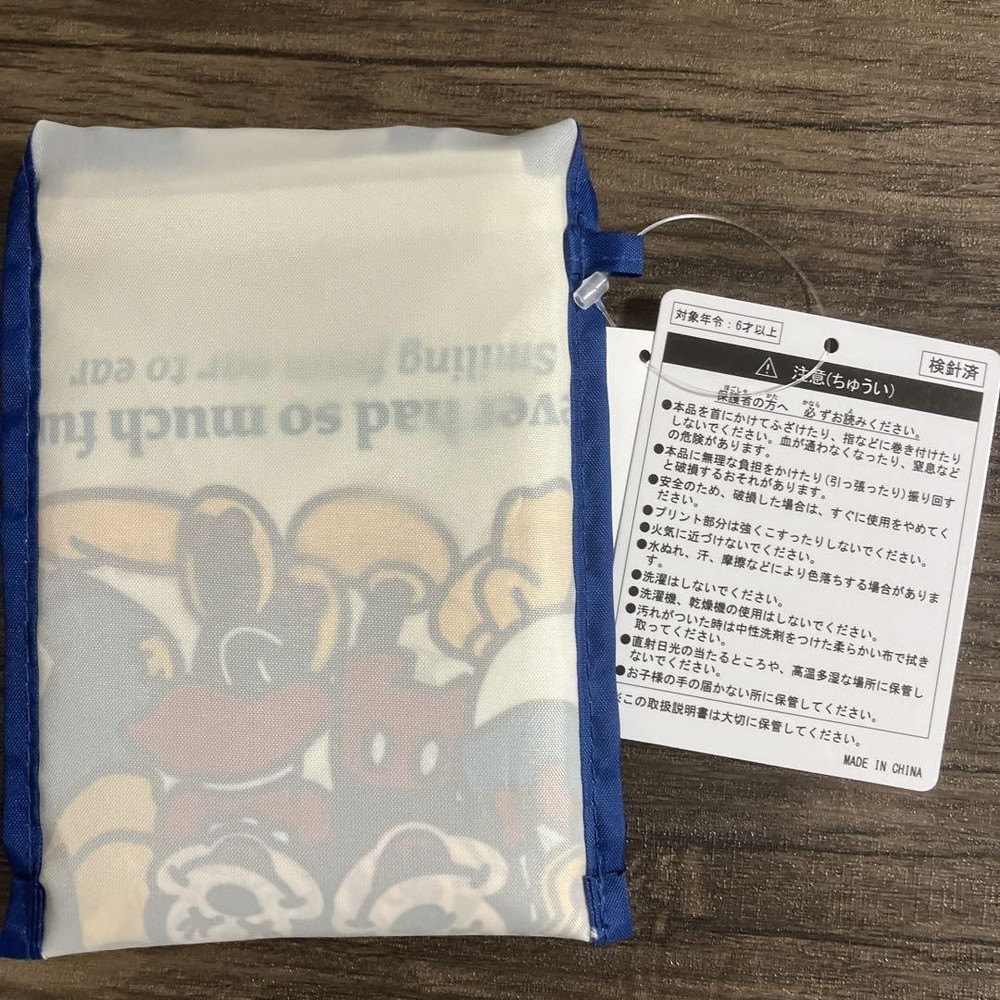 Smiling from ear to ear
ever had so much fu
対象年令：6才以上
検針済
注意(ちゅうい)
保護者の方へ 必ずお読みください。
●本品を首にかけてふざけたり、指などに巻き付けたり
しないでください。血が通わなくなったり、窒息など
の危険があります。
●本品に無理な負担をかけたり(引っ張ったり)振り回す
と破損するおそれがあります。
●安全のため、破損した場合は、すぐに使用をやめてく
ださい。
●プリント部分は強くこすったりしないでください。
●火気に近づけないでください。
●水ぬれ、汗、摩擦などにより色落ちする場合がありま
す。
●洗濯はしないでください。
●洗濯機、乾燥機の使用はしないでください。
●汚れがついた時は中性洗剤をつけた柔らかい布で拭き
取ってください。
●直射日光の当たるところや、高温多湿な場所に保管し
ないでください。
●お子様の手の届かない所に保管してください。
※この取扱説明書は大切に保管してください。
MADE IN CHINA